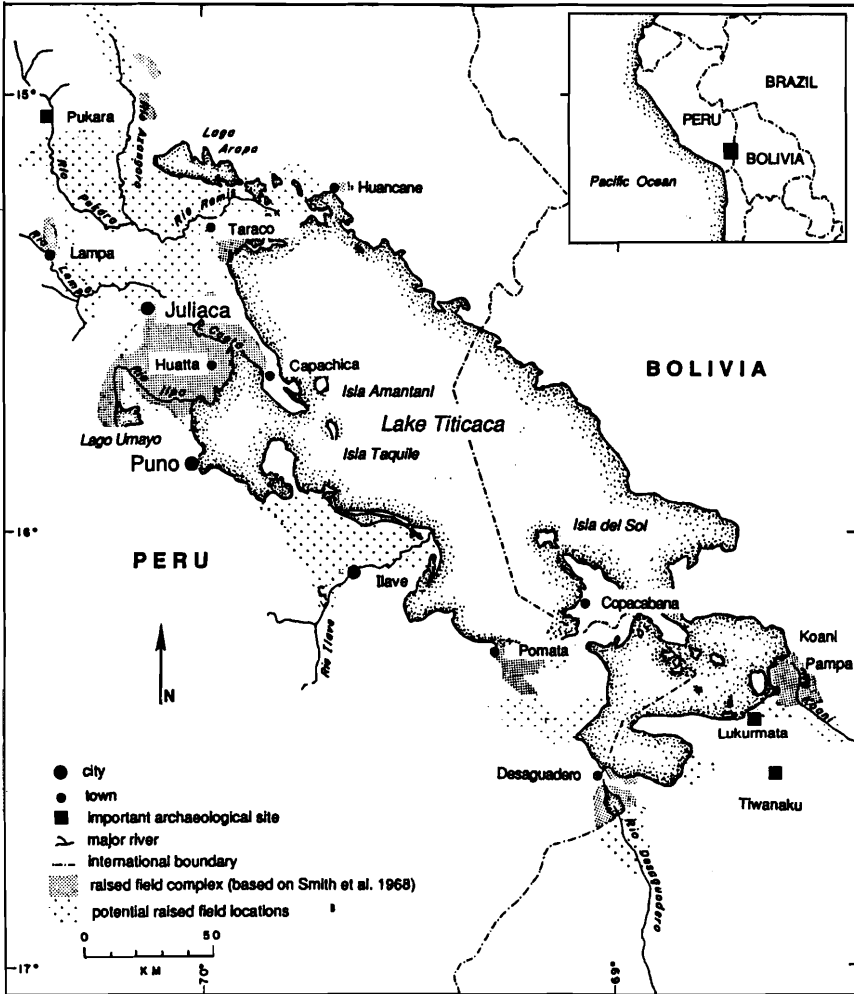 BRAZIL
PERU
BOLIVIA
Pacific Ocean
15°
Pukara
Rio Azangaro
Lago
Arapa
Huancane
Rio
Pukara
Rio Ramis
Taraco
Rio
Lampa
Lampa
Juliaca
R. Coata
Huatta
Capachica
Rio Illpa
Isla Amantani
BOLIVIA
Lago Umayo
Lake Titicaca
Isla Taquile
Puno
16°
Isla del Sol
PERU
Ilave
Rio Ilave
Copacabana
Koani
Pampa
Pomata
Koani
N
Lukurmata
Desaguadero
Tiwanaku
Rio Desaguadero
city
town
important archaeological site
major river
international boundary
raised field complex (based on Smith et al. 1968)
potential raised field locations
0 50
KM
70°
69°
17°